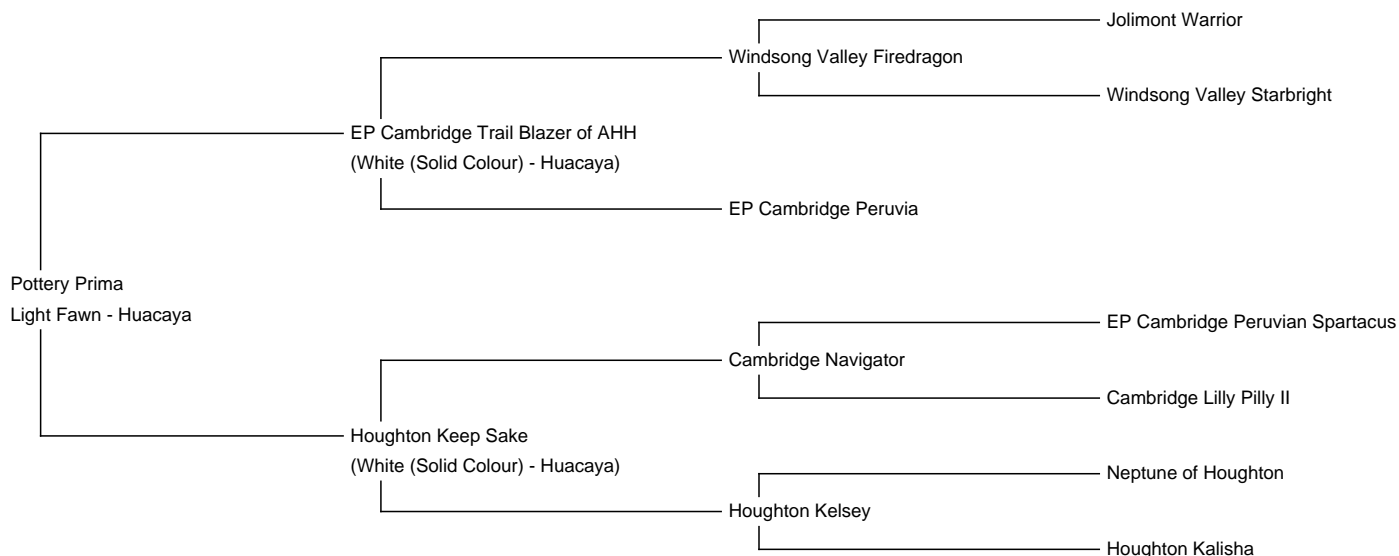 Jolimont Warrior
Windsong Valley Firedragon
Windsong Valley Starbright
EP Cambridge Trail Blazer of AHH
(White (Solid Colour) - Huacaya)
EP Cambridge Peruvia
Pottery Prima
Light Fawn - Huacaya
EP Cambridge Peruvian Spartacus
Cambridge Navigator
Cambridge Lilly Pilly II
Houghton Keep Sake
(White (Solid Colour) - Huacaya)
Neptune of Houghton
Houghton Kelsey
Houghton Kalisha